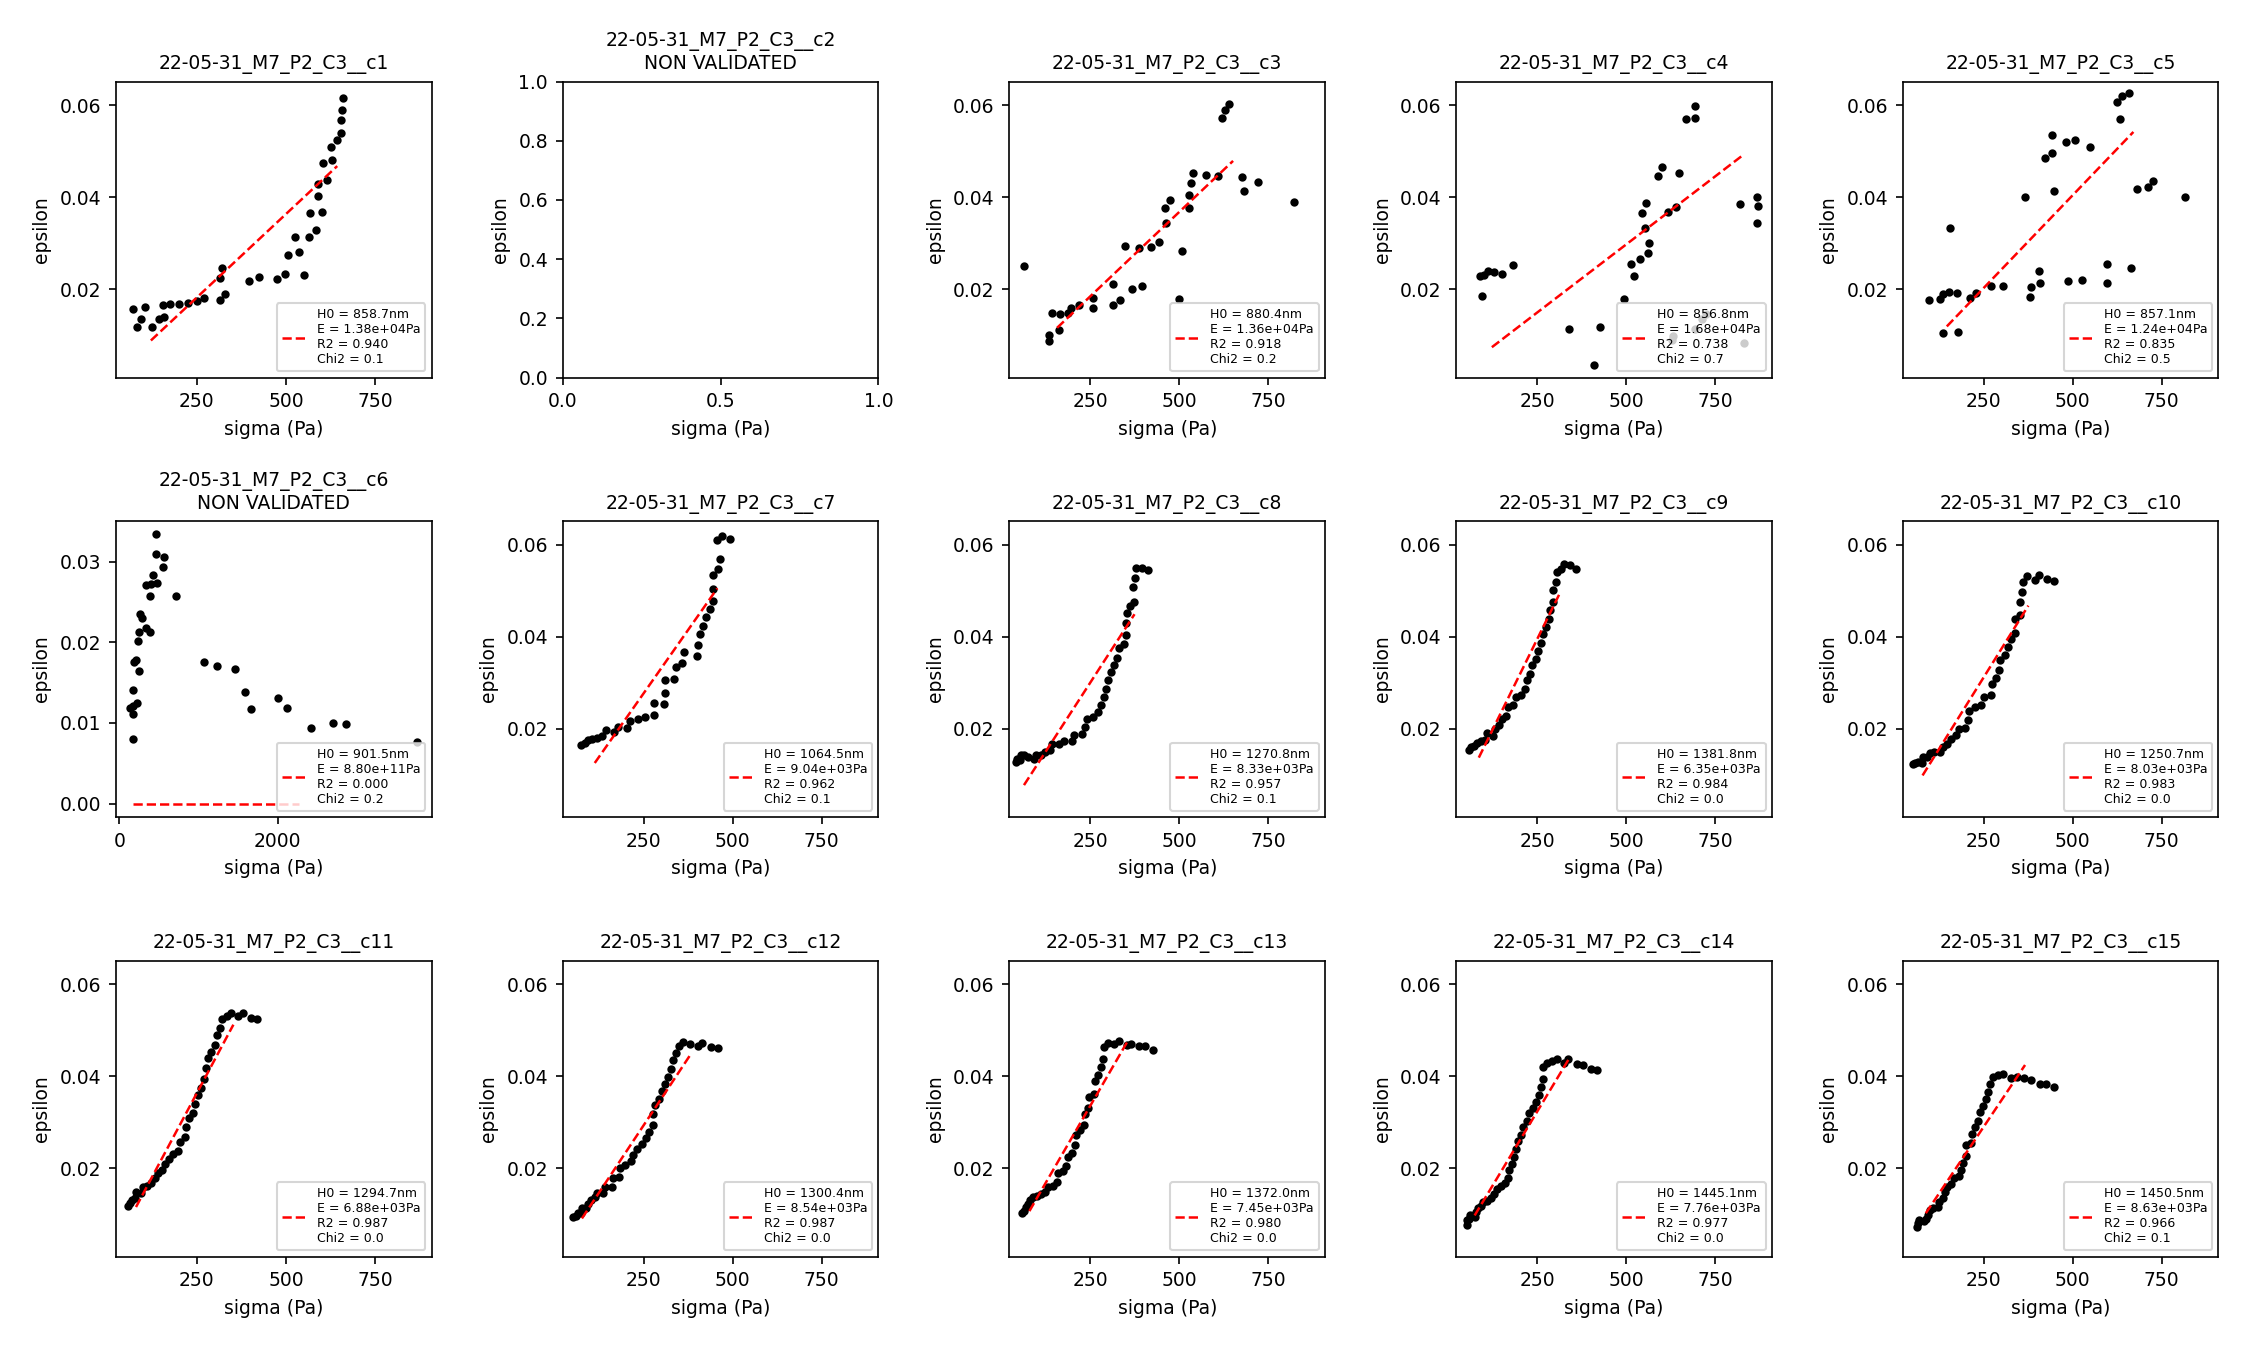 22-05-31_M7_P2_C3__c1
0.06
0.04
0.02
epsilon
250
500
750
sigma (Pa)
H0 = 858.7nm
E = 1.38e+04Pa
R2 = 0.940
Chi2 = 0.1
22-05-31_M7_P2_C3__c2
NON VALIDATED
1.0
0.8
0.6
0.4
0.2
0.0
epsilon
0.0
0.5
1.0
sigma (Pa)
22-05-31_M7_P2_C3__c3
0.06
0.04
0.02
epsilon
250
500
750
sigma (Pa)
H0 = 880.4nm
E = 1.36e+04Pa
R2 = 0.918
Chi2 = 0.2
22-05-31_M7_P2_C3__c4
0.06
0.04
0.02
epsilon
250
500
750
sigma (Pa)
H0 = 856.8nm
E = 1.68e+04Pa
R2 = 0.738
Chi2 = 0.7
22-05-31_M7_P2_C3__c5
0.06
0.04
0.02
epsilon
250
500
750
sigma (Pa)
H0 = 857.1nm
E = 1.24e+04Pa
R2 = 0.835
Chi2 = 0.5
22-05-31_M7_P2_C3__c6
NON VALIDATED
0.03
0.02
0.01
0.00
epsilon
0
2000
sigma (Pa)
H0 = 901.5nm
E = 8.80e+11Pa
R2 = 0.000
Chi2 = 0.2
22-05-31_M7_P2_C3__c7
0.06
0.04
0.02
epsilon
250
500
750
sigma (Pa)
H0 = 1064.5nm
E = 9.04e+03Pa
R2 = 0.962
Chi2 = 0.1
22-05-31_M7_P2_C3__c8
0.06
0.04
0.02
epsilon
250
500
750
sigma (Pa)
H0 = 1270.8nm
E = 8.33e+03Pa
R2 = 0.957
Chi2 = 0.1
22-05-31_M7_P2_C3__c9
0.06
0.04
0.02
epsilon
250
500
750
sigma (Pa)
H0 = 1381.8nm
E = 6.35e+03Pa
R2 = 0.984
Chi2 = 0.0
22-05-31_M7_P2_C3__c10
0.06
0.04
0.02
epsilon
250
500
750
sigma (Pa)
H0 = 1250.7nm
E = 8.03e+03Pa
R2 = 0.983
Chi2 = 0.0
22-05-31_M7_P2_C3__c11
0.06
0.04
0.02
epsilon
250
500
750
sigma (Pa)
H0 = 1294.7nm
E = 6.88e+03Pa
R2 = 0.987
Chi2 = 0.0
22-05-31_M7_P2_C3__c12
0.06
0.04
0.02
epsilon
250
500
750
sigma (Pa)
H0 = 1300.4nm
E = 8.54e+03Pa
R2 = 0.987
Chi2 = 0.0
22-05-31_M7_P2_C3__c13
0.06
0.04
0.02
epsilon
250
500
750
sigma (Pa)
H0 = 1372.0nm
E = 7.45e+03Pa
R2 = 0.980
Chi2 = 0.0
22-05-31_M7_P2_C3__c14
0.06
0.04
0.02
epsilon
250
500
750
sigma (Pa)
H0 = 1445.1nm
E = 7.76e+03Pa
R2 = 0.977
Chi2 = 0.0
22-05-31_M7_P2_C3__c15
0.06
0.04
0.02
epsilon
250
500
750
sigma (Pa)
H0 = 1450.5nm
E = 8.63e+03Pa
R2 = 0.966
Chi2 = 0.1